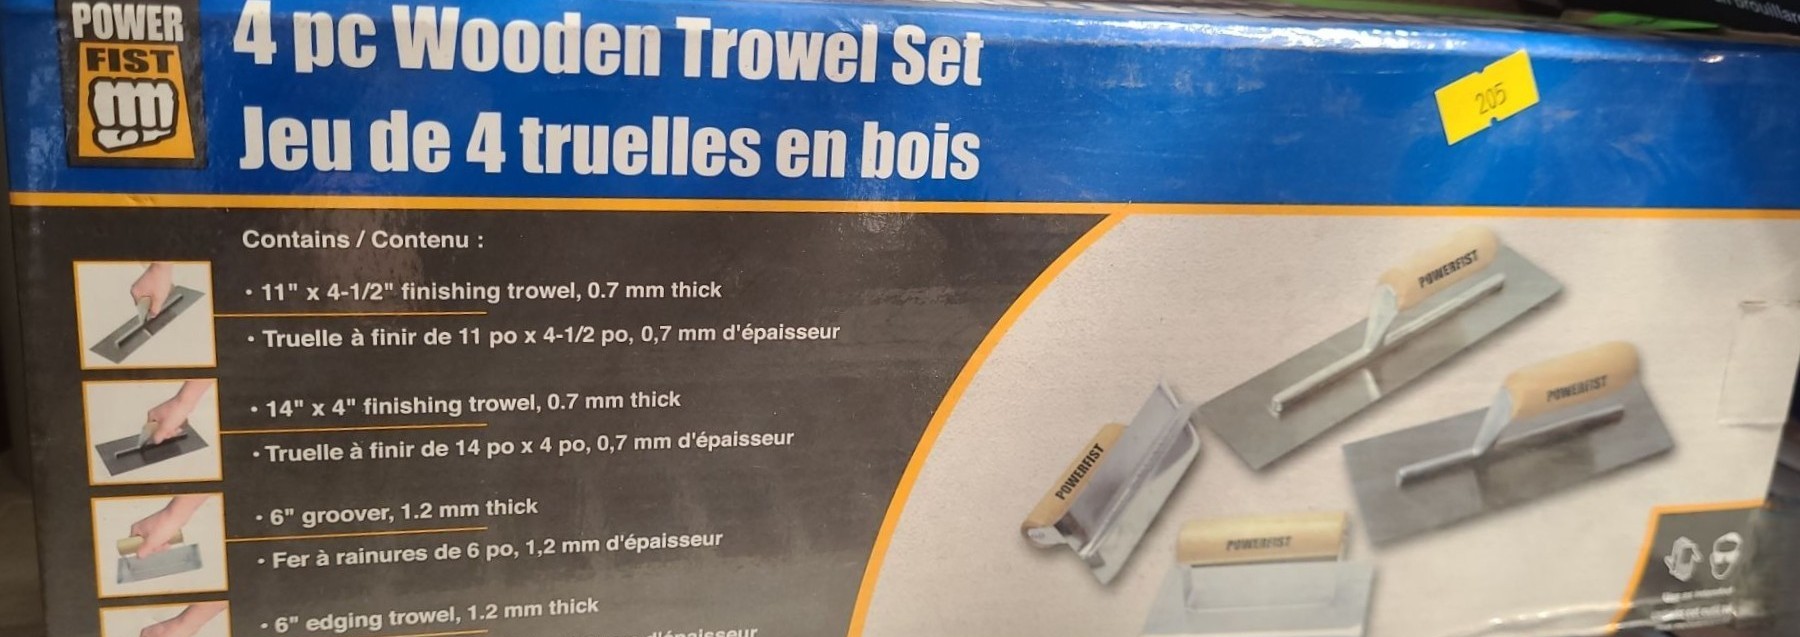 POWER
FIST
4 pc Wooden Trowel Set
Jeu de 4 truelles en bois
205
Contains / Contenu :
• 11" x 4-1/2" finishing trowel, 0.7 mm thick
• Truelle à finir de 11 po x 4-1/2 po, 0,7 mm d'épaisseur
• 14" x 4" finishing trowel, 0.7 mm thick
• Truelle à finir de 14 po x 4 po, 0,7 mm d'épaisseur
• 6" groover, 1.2 mm thick
• Fer à rainures de 6 po, 1,2 mm d'épaisseur
• 6" edging trowel, 1.2 mm thick
d'épaisseur
POWERFIST
POWERFIST
POWERFIST
POWERFIST